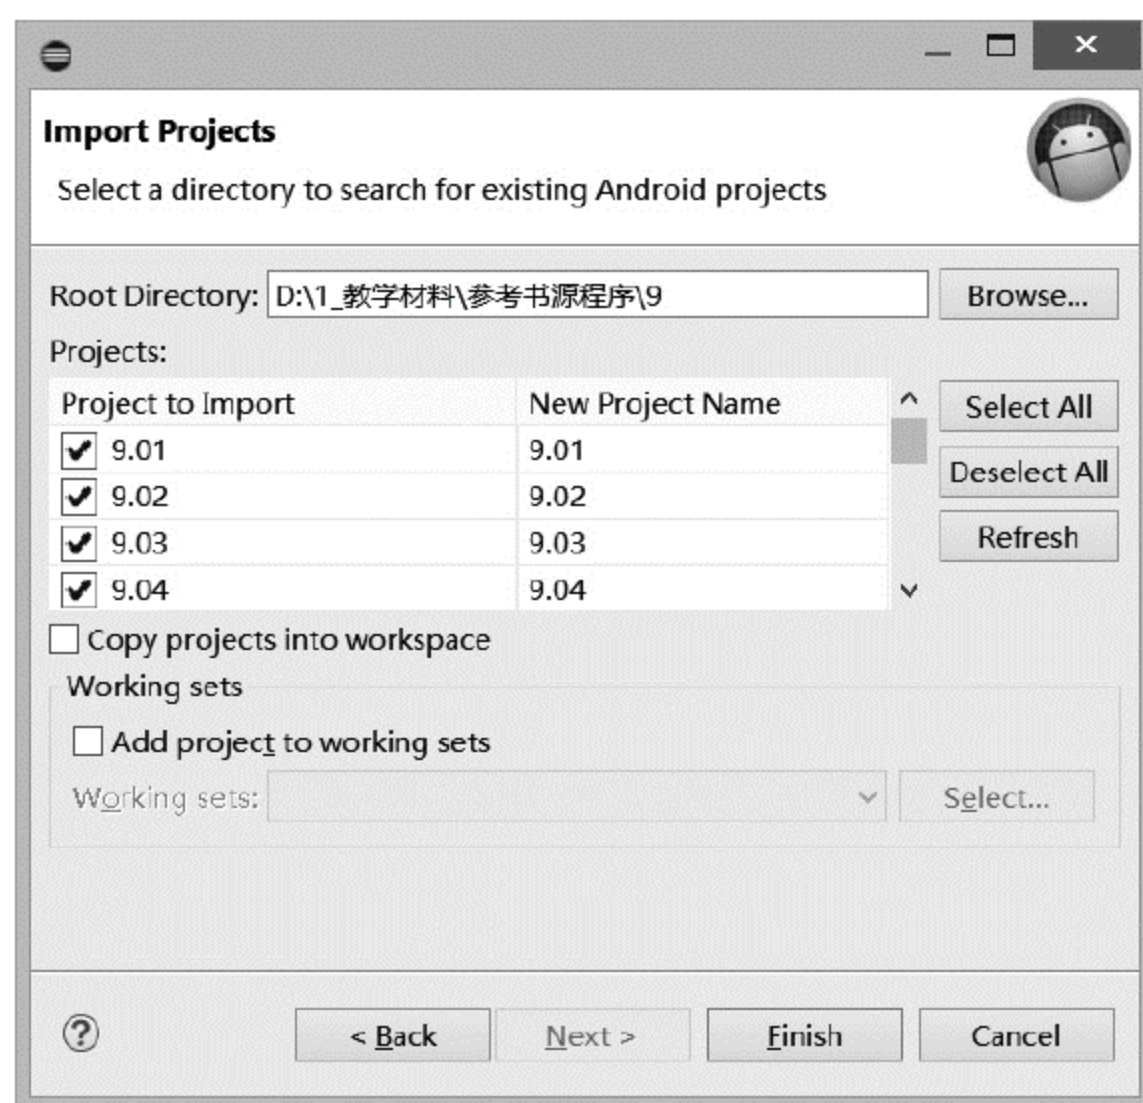 Import Projects
Select a directory to search for existing Android projects
Root Directory: D:\1_教学材料\参考书源程序\9 Browse...
Projects:
Project to Import New Project Name Select All
9.01 9.01
9.02 9.02 Deselect All
9.03 9.03 Refresh
9.04 9.04
Copy projects into workspace
Working sets
Add project to working sets
Working sets: Select...
< Back Next > Finish Cancel